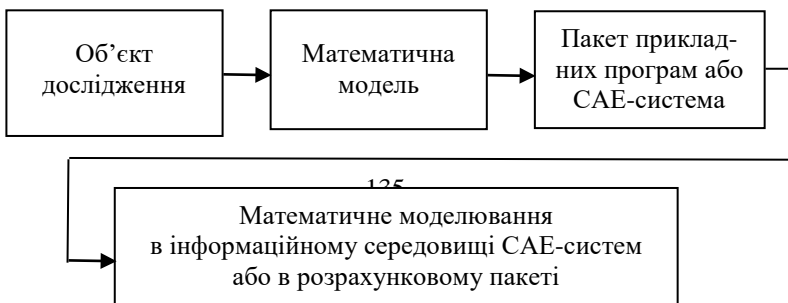 Об’єкт
дослідження
Математична
модель
Пакет приклад-
них програм або
САЕ-система
135
Математичне моделювання
в інформаційному середовищі САЕ-систем
або в розрахунковому пакеті